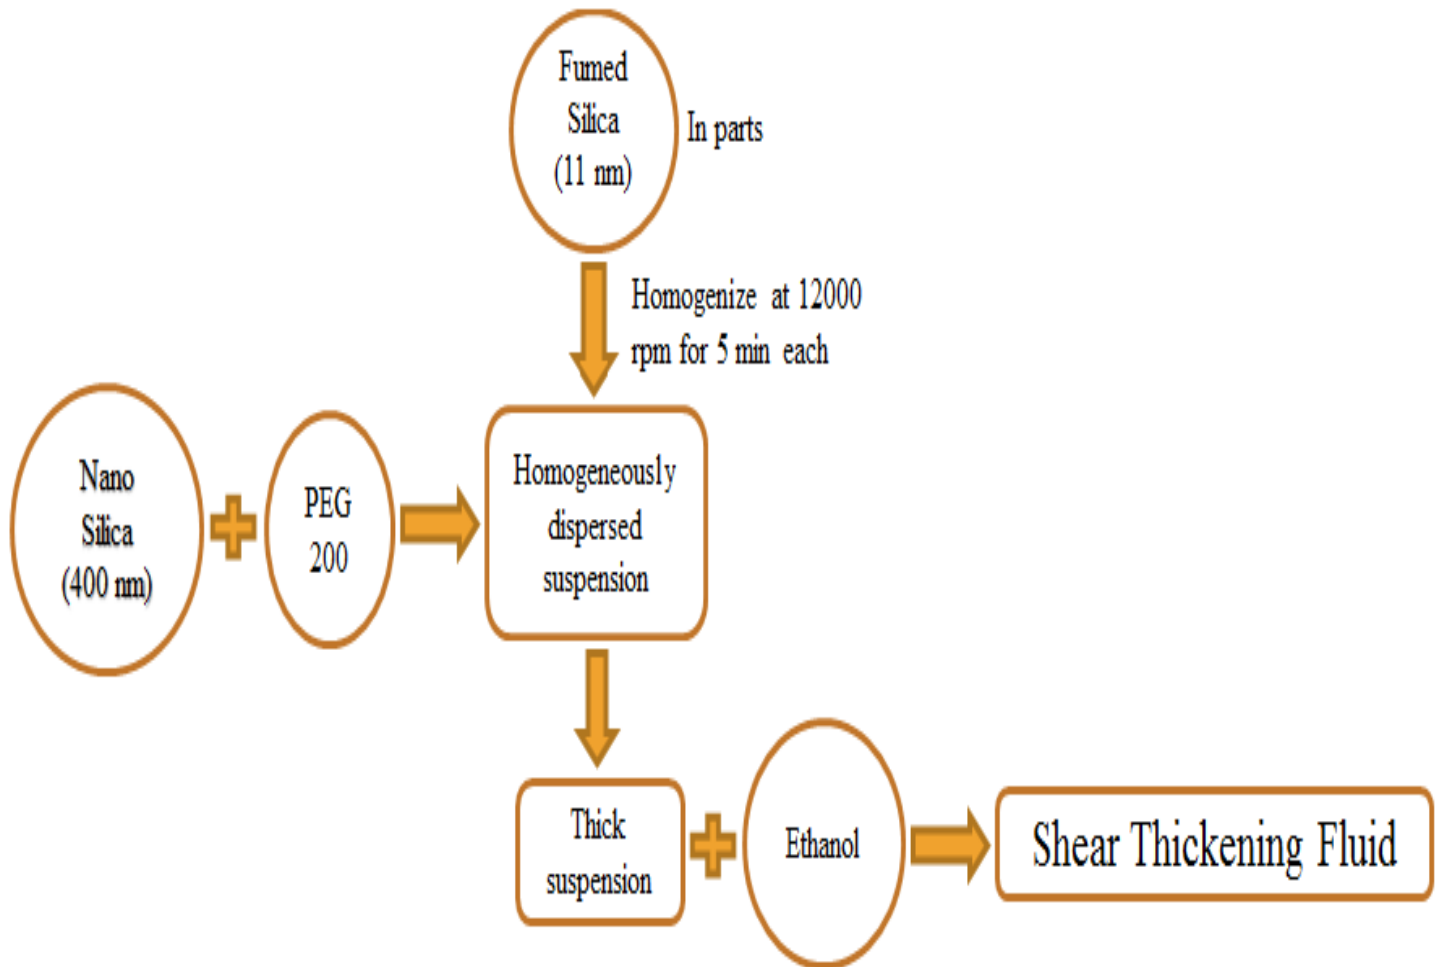 Fumed
Silica
(11 nm)
In parts
Homogenize at 12000
rpm for 5 min each
Nano
Silica
(400 nm)
PEG
200
Homogeneously
dispersed
suspension
Thick
suspension
Ethanol
Shear Thickening Fluid